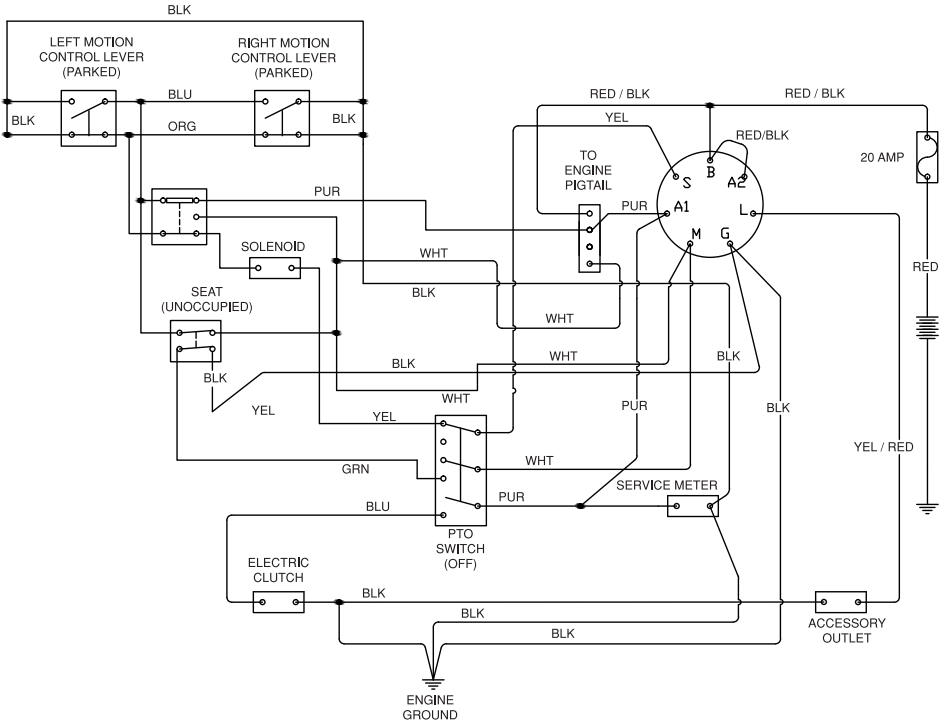 BLK
LEFT MOTION
CONTROL LEVER
(PARKED)
RIGHT MOTION
CONTROL LEVER
(PARKED)
BLU
BLK
BLK
ORG
RED / BLK
RED / BLK
YEL
RED/BLK
20 AMP
TO
ENGINE
PIGTAIL
B
S
A2
PUR
PUR
A1
L
M
G
SOLENOID
WHT
RED
SEAT
(UNOCCUPIED)
BLK
WHT
WHT
BLK
BLK
BLK
WHT
YEL
PUR
BLK
YEL
YEL / RED
WHT
GRN
SERVICE METER
PUR
BLU
PTO
SWITCH
(OFF)
ELECTRIC
CLUTCH
BLK
BLK
BLK
ACCESSORY
OUTLET
ENGINE
GROUND